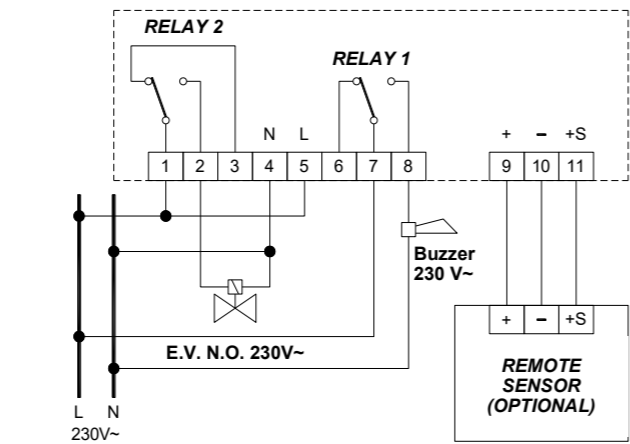 RELAY 2
RELAY 1
N L + − +S
1 2 3 4 5 6 7 8 9 10 11
Buzzer
230 V~
E.V. N.O. 230V~
+ − +S
REMOTE
SENSOR
(OPTIONAL)
L N
230V~